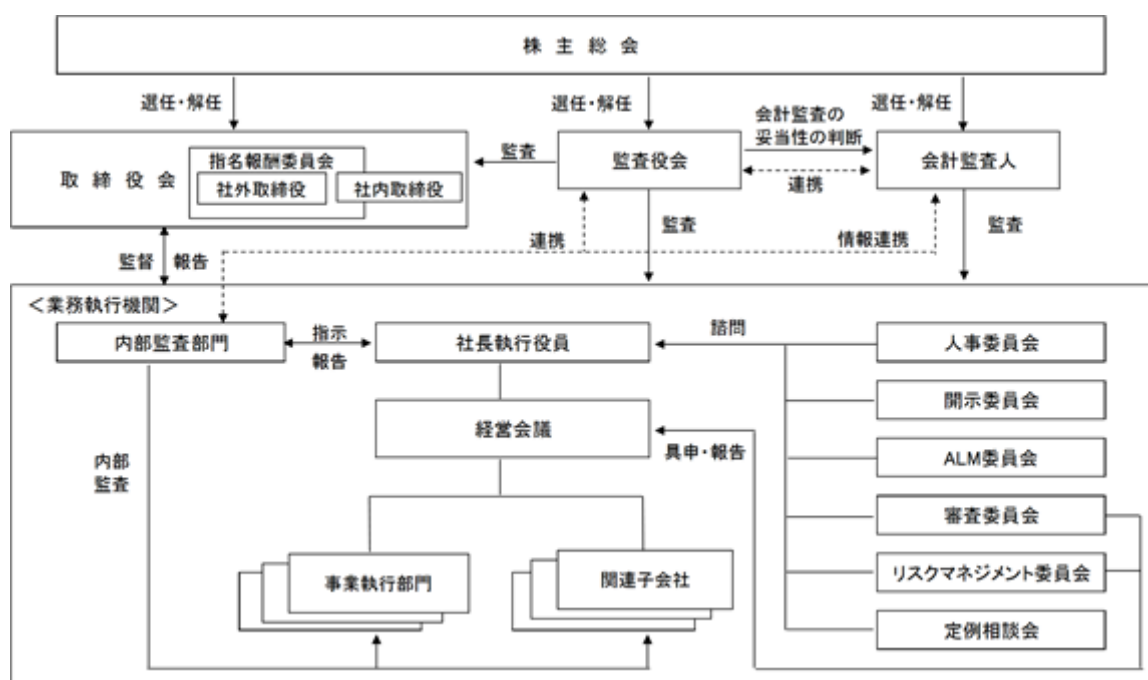 株主総会
選任・解任
選任・解任
選任・解任
取締役会
指名報酬委員会
社外取締役
社内取締役
監査
監査役会
会計監査の
妥当性の判断
連携
会計監査人
監督
報告
連携
監査
情報連携
監査
＜業務執行機関＞
内部監査部門
指示
報告
社長執行役員
諮問
人事委員会
開示委員会
経営会議
具申・報告
ALM委員会
内部
監査
審査委員会
事業執行部門
関連子会社
リスクマネジメント委員会
定例相談会